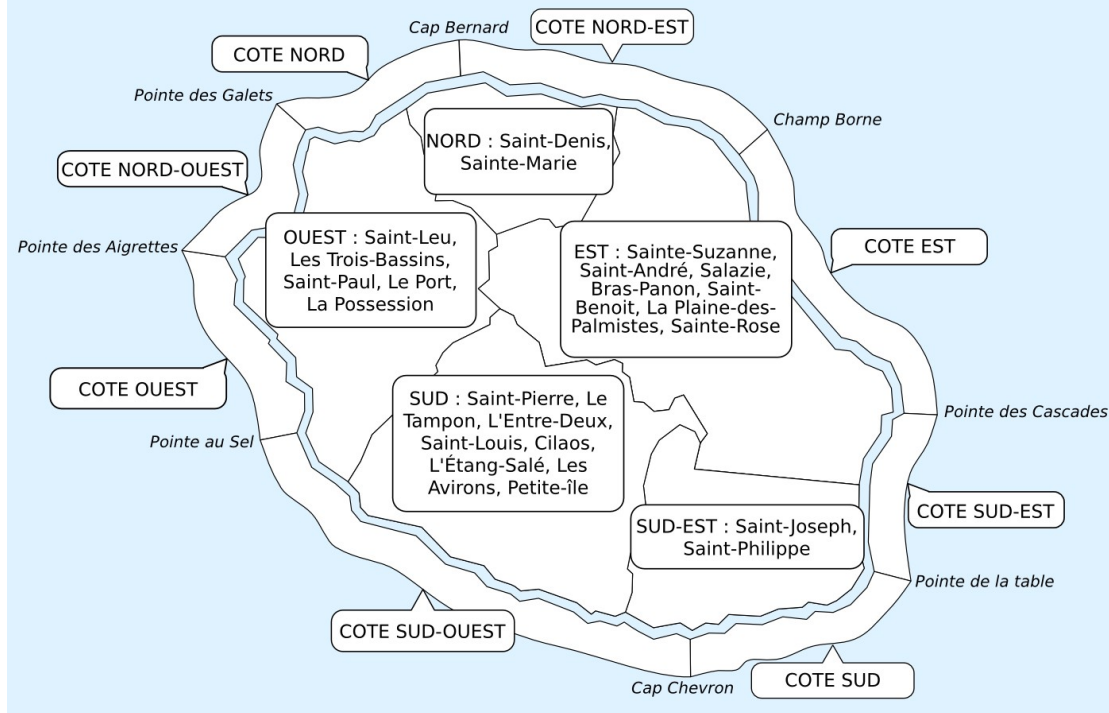 Cap Bernard
COTE NORD-EST
COTE NORD
Pointe des Galets
Champ Borne
NORD : Saint-Denis,
Sainte-Marie
COTE NORD-OUEST
Pointe des Aigrettes
OUEST : Saint-Leu,
Les Trois-Bassins,
Saint-Paul, Le Port,
La Possession
EST : Sainte-Suzanne,
Saint-André, Salazie,
Bras-Panon, Saint-
Benoit, La Plaine-des-
Palmistes, Sainte-Rose
COTE EST
COTE OUEST
SUD : Saint-Pierre, Le
Tampon, L'Entre-Deux,
Saint-Louis, Cilaos,
L'Étang-Salé, Les
Avirons, Petite-île
Pointe des Cascades
Pointe au Sel
COTE SUD-EST
SUD-EST : Saint-Joseph,
Saint-Philippe
Pointe de la table
COTE SUD-OUEST
COTE SUD
Cap Chevron